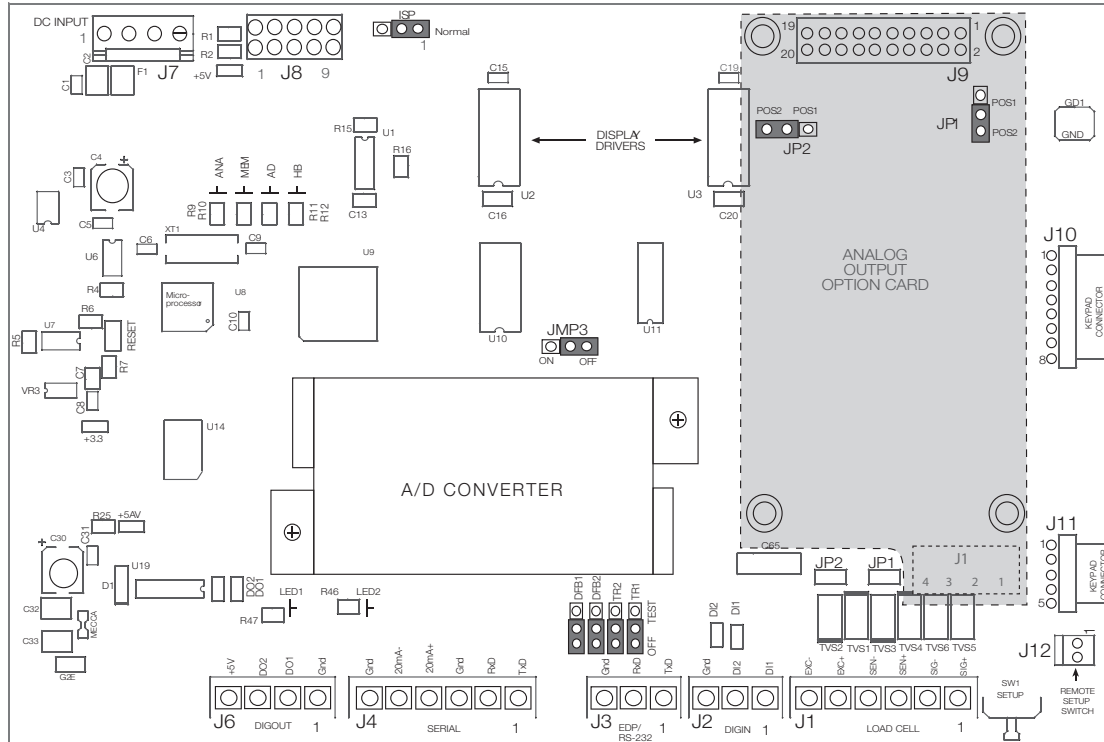 DC INPUT
1
C2
C1
F1
J7
R1
R2
+5V
1
J8
9
ISP
Normal
1
C15
C19
19
20
1
2
J9
POS2
POS1
JP2
JP1
POS1
POS2
GD1
GND
R15
U1
R16
C13
DISPLAY
DRIVERS
U2
C16
U3
C20
C4
+
C3
U4
C5
ANA
MEM
AD
HB
R9
R10
R11
R12
XT1
C6
C9
U6
R4
Micro-
processor
U8
C10
U9
U10
U11
R6
U7
R5
RESET
R7
C7
VR3
C8
+3.3
JMP3
ON
OFF
ANALOG
OUTPUT
OPTION CARD
J10
1
8
KEYPAD
CONNECTOR
U14
A/D CONVERTER
R25
+5AV
C30
+
C31
U19
D1
C32
C33
MECCA
G2E
DO2
DO1
R47
LED1
R46
LED2
DFB1
DFB2
TR2
TR1
TEST
OFF
C65
JP2
JP1
J1
4
3
2
1
DI2
DI1
TVS2
TVS1
TVS3
TVS4
TVS6
TVS5
J11
1
5
KEYPAD
CONNECTOR
J12
1
REMOTE
SETUP
SWITCH
SW1
SETUP
+5V
DO2
DO1
Gnd
J6
DIGOUT
1
Gnd
20mA-
20mA+
Gnd
RxD
TxD
J4
SERIAL
1
Gnd
RxD
TxD
J3
EDP/
RS-232
1
Gnd
DI2
DI1
J2
DIGIN
1
EXC-
EXC+
SEN-
SEN+
SIG-
SIG+
J1
LOAD CELL
1